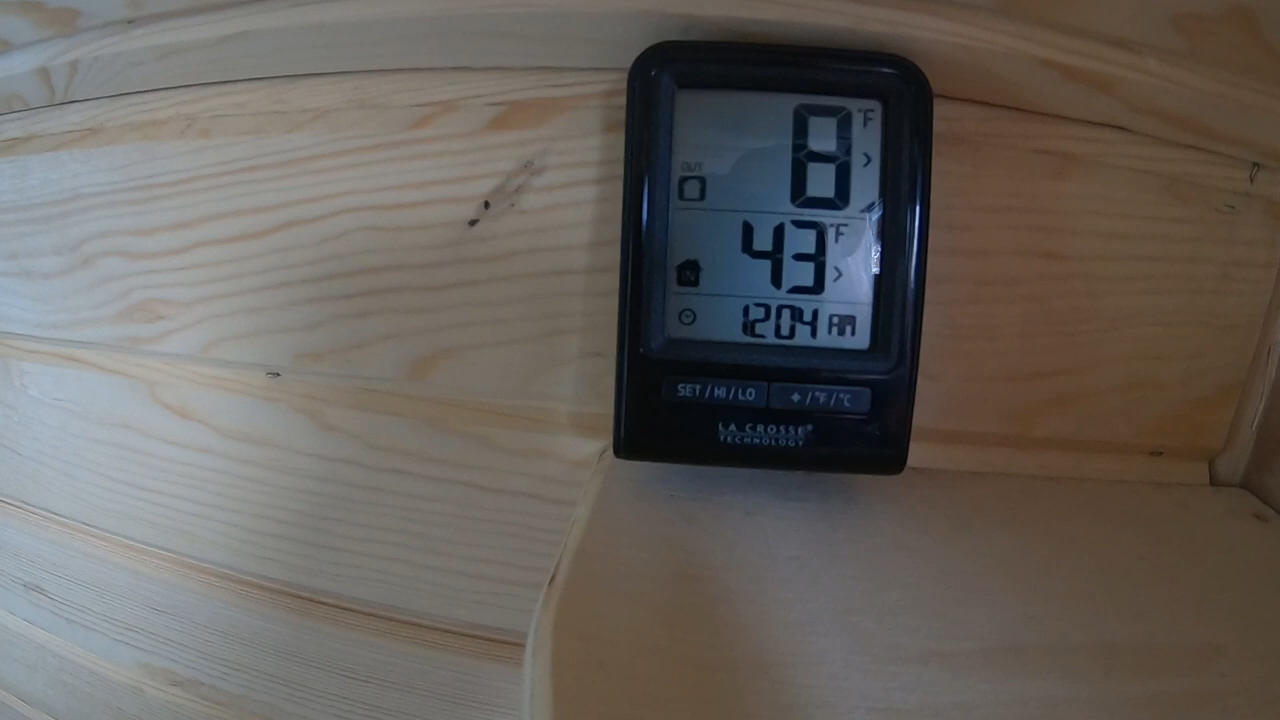 8 °F
OUT
43 °F
IN
1204 AM
SET / HI / LO + / °F / °C
LA CROSSE®
TECHNOLOGY